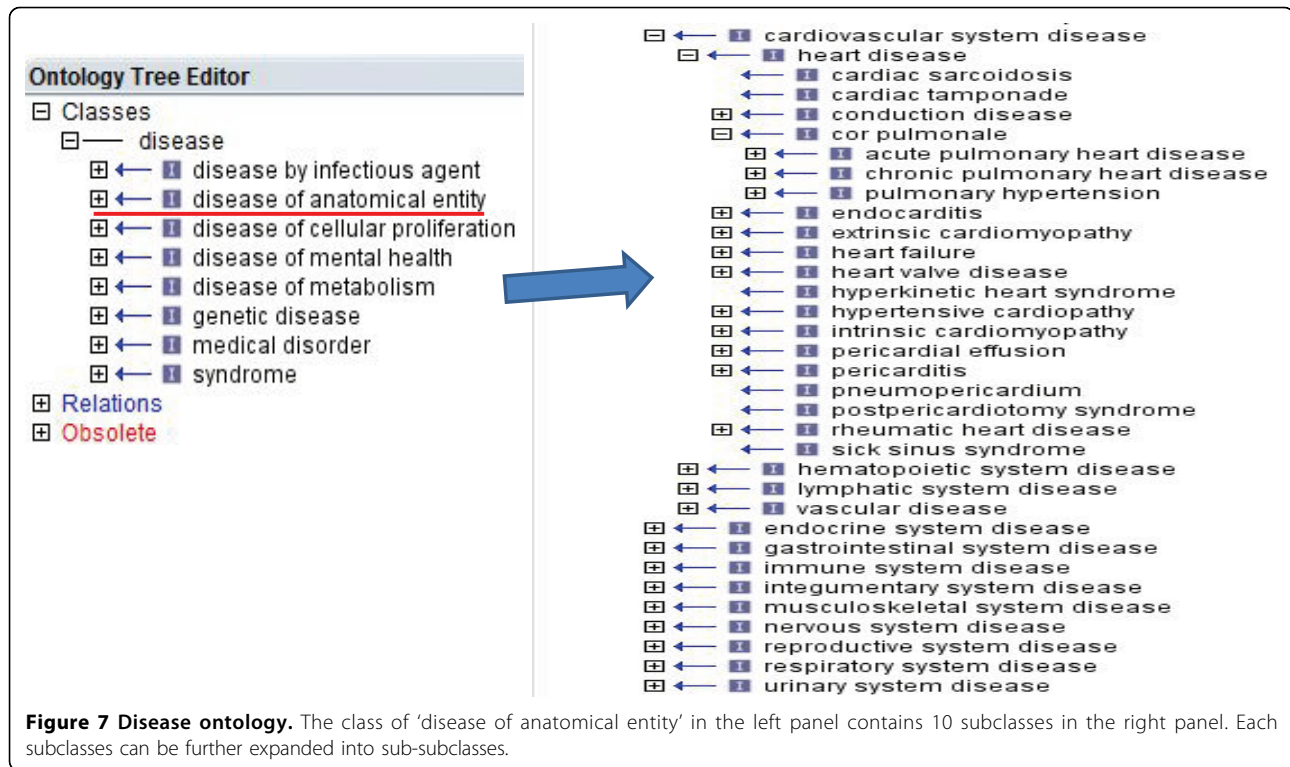 Ontology Tree Editor
Classes
disease
disease by infectious agent
disease of anatomical entity
disease of cellular proliferation
disease of mental health
disease of metabolism
genetic disease
medical disorder
syndrome
Relations
Obsolete
cardiovascular system disease
heart disease
cardiac sarcoidosis
cardiac tamponade
conduction disease
cor pulmonale
acute pulmonary heart disease
chronic pulmonary heart disease
pulmonary hypertension
endocarditis
extrinsic cardiomyopathy
heart failure
heart valve disease
hyperkinetic heart syndrome
hypertensive cardiopathy
intrinsic cardiomyopathy
pericardial effusion
pericarditis
pneumopericardium
postpericardiotomy syndrome
rheumatic heart disease
sick sinus syndrome
hematopoietic system disease
lymphatic system disease
vascular disease
endocrine system disease
gastrointestinal system disease
immune system disease
integumentary system disease
musculoskeletal system disease
nervous system disease
reproductive system disease
respiratory system disease
urinary system disease
Figure 7 Disease ontology. The class of ‘disease of anatomical entity’ in the left panel contains 10 subclasses in the right panel. Each
subclasses can be further expanded into sub-subclasses.